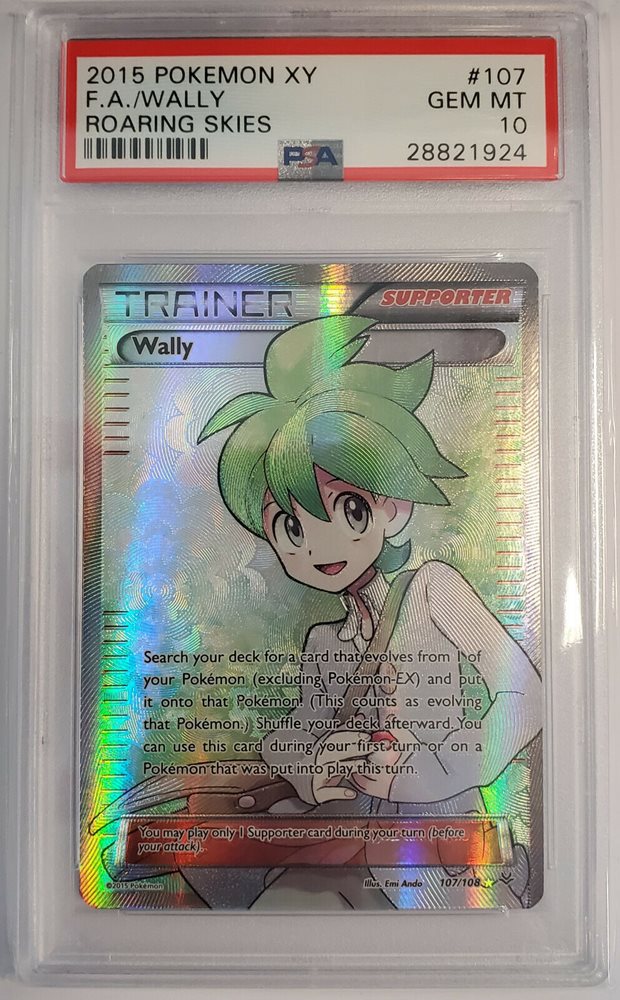 2015 POKEMON XY #107
F.A./WALLY GEM MT
ROARING SKIES 10
PSA 28821924
TRAINER SUPPORTER
Wally
Search your deck for a card that evolves from 1 of
your Pokémon (excluding Pokémon-EX) and put
it onto that Pokémon. (This counts as evolving
that Pokémon.) Shuffle your deck afterward. You
can use this card during your first turn or on a
Pokémon that was put into play this turn.
You may play only 1 Supporter card during your turn (before
your attack).
©2015 Pokémon Illus. Emi Ando 107/108